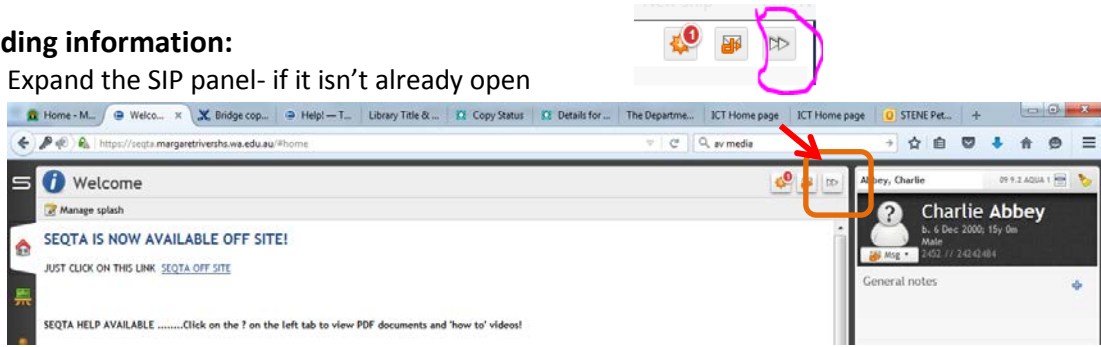 ding information:
1
Expand the SIP panel- if it isn't already open
Home - M... Welco... x Bridge cop... Help! — T... Library Title & ... Copy Status Details for ... The Departme... ICT Home page ICT Home page STENE Pet... +
https://seqta.margaretrivershs.wa.edu.au/#home av media
Welcome 0 Abbey, Charlie 09 9.2 AQUA 1
Manage splash
Charlie Abbey
b. 6 Dec 2000; 15y 0m
Male
Msg 2452 // 24242484
SEQTA IS NOW AVAILABLE OFF SITE!
JUST CLICK ON THIS LINK SEQTA OFF SITE
General notes
SEQTA HELP AVAILABLE ........Click on the ? on the left tab to view PDF documents and 'how to' videos!